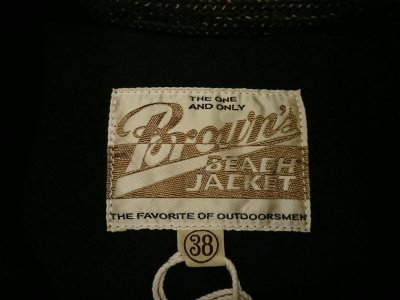 THE ONE
AND ONLY
Brown's
BEACH
JACKET
THE FAVORITE OF OUTDOORSMEN
38